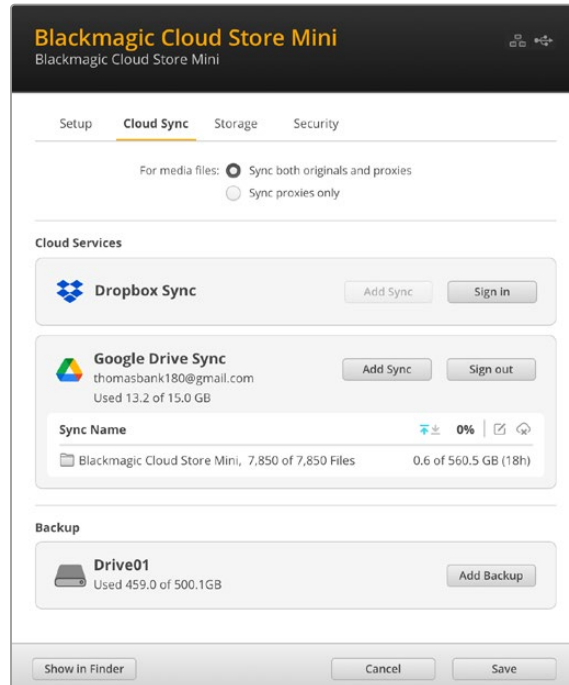 Blackmagic Cloud Store Mini
Blackmagic Cloud Store Mini
Setup Cloud Sync Storage Security
For media files: Sync both originals and proxies
Sync proxies only
Cloud Services
Dropbox Sync Add Sync Sign in
Google Drive Sync
thomasbank180@gmail.com
Used 13.2 of 15.0 GB
Add Sync Sign out
Sync Name 0%
Blackmagic Cloud Store Mini, 7,850 of 7,850 Files 0.6 of 560.5 GB (18h)
Backup
Drive01
Used 459.0 of 500.1GB
Add Backup
Show in Finder Cancel Save